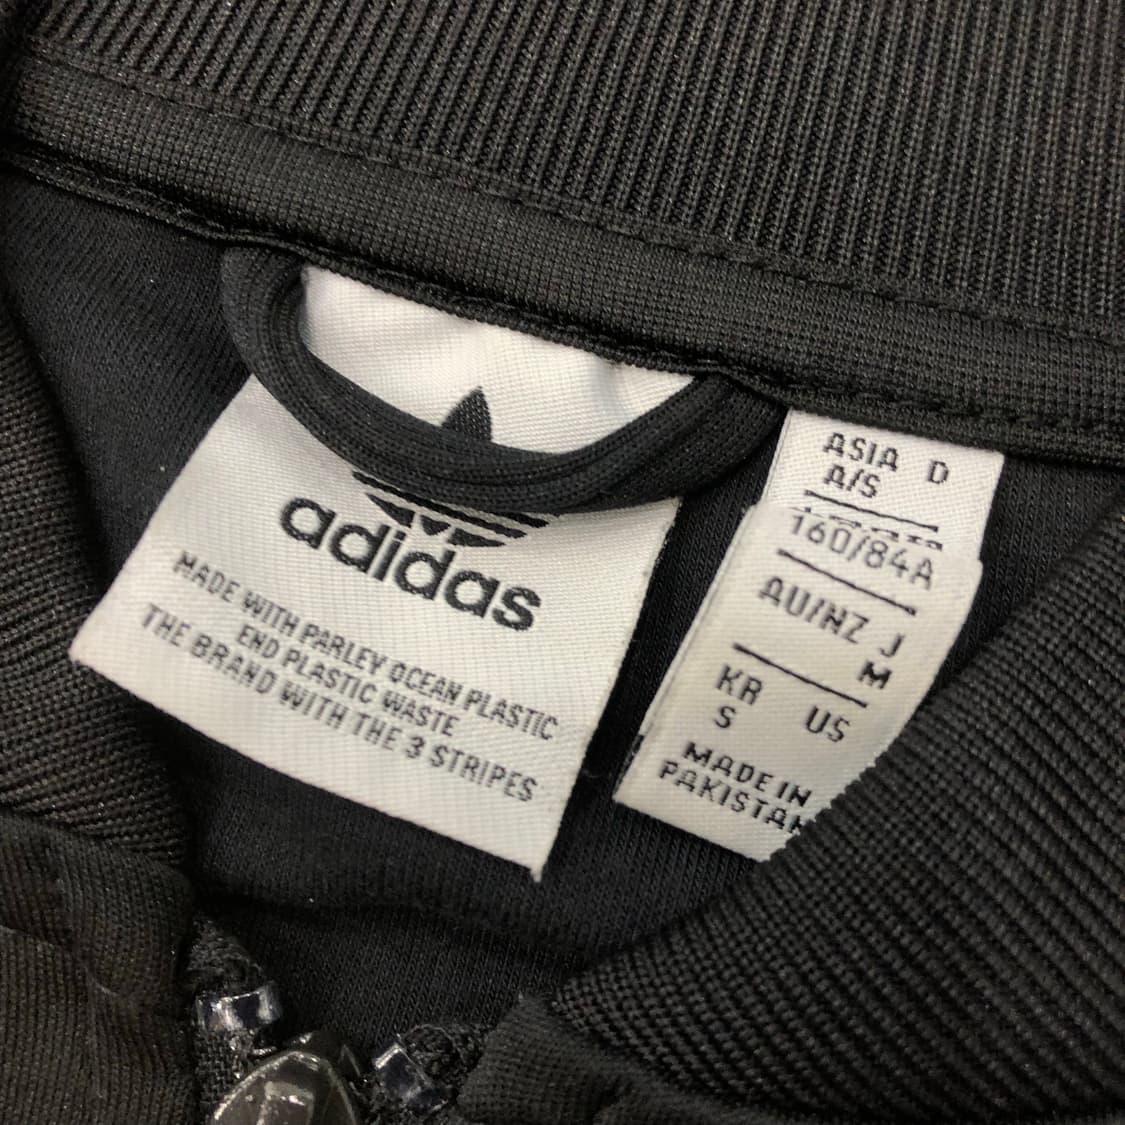 adidas
MADE WITH PARLEY OCEAN PLASTIC
END PLASTIC WASTE
THE BRAND WITH THE 3 STRIPES
ASIA D
A/S
160/84A
AU/NZ J
M
KR US
S
MADE IN
PAKISTAN